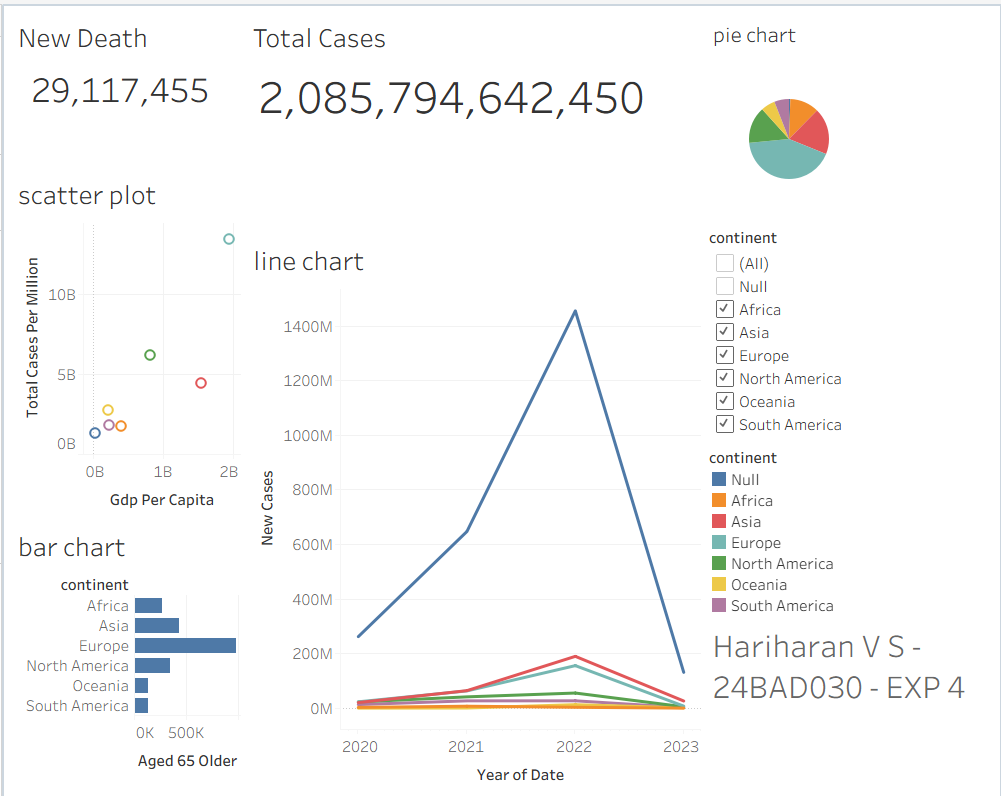 New Death
29,117,455
Total Cases
2,085,794,642,450
pie chart
scatter plot
Total Cases Per Million
10B
5B
0B
0B 1B 2B
Gdp Per Capita
line chart
New Cases
1400M
1200M
1000M
800M
600M
400M
200M
0M
2020 2021 2022 2023
Year of Date
continent
(All)
Null
Africa
Asia
Europe
North America
Oceania
South America
continent
Null
Africa
Asia
Europe
North America
Oceania
South America
bar chart
continent
Africa
Asia
Europe
North America
Oceania
South America
0K 500K
Aged 65 Older
Hariharan V S -
24BAD030 - EXP 4